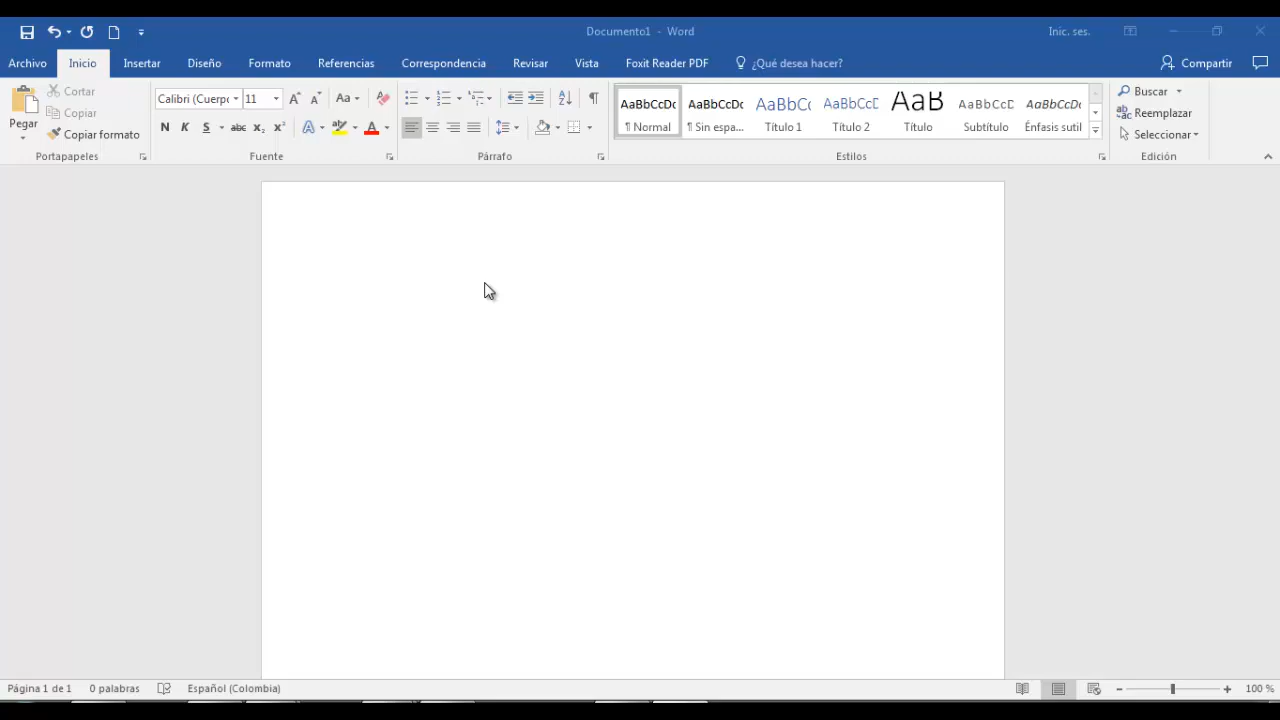 Documento1 - Word
Inic. ses.
Archivo Inicio Insertar Diseño Formato Referencias Correspondencia Revisar Vista Foxit Reader PDF ¿Qué desea hacer? Compartir
Pegar
Cortar
Copiar
Copiar formato
Portapapeles
Calibri (Cuerpo 11
Aa
N K S abc x₂ x²
A A
Fuente
Párrafo
AaBbCcDc AaBbCcDc AaBbCc AaBbCcD AaB AaBbCcD AaBbCcDc
¶ Normal ¶ Sin espa... Título 1 Título 2 Título Subtítulo Énfasis sutil
Estilos
Buscar
Reemplazar
Seleccionar
Edición
Página 1 de 1 0 palabras Español (Colombia) 100 %